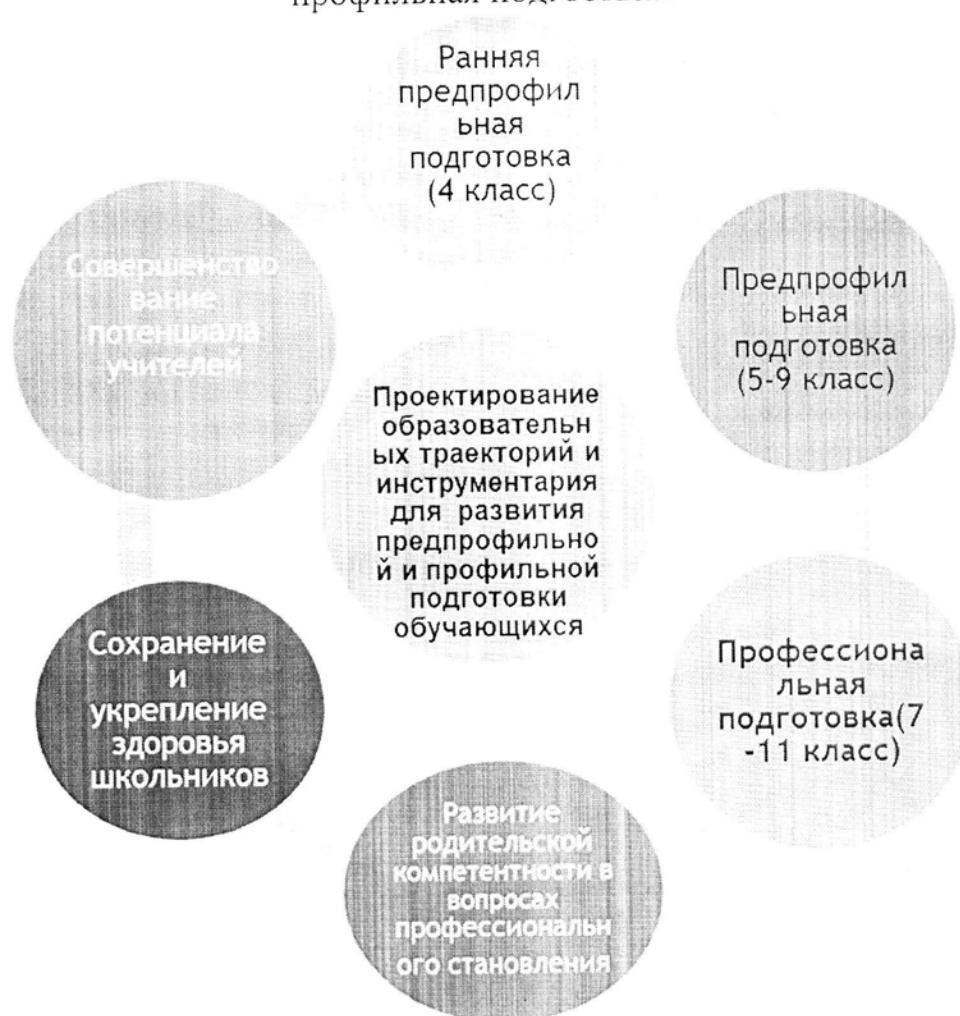 профильная подготовка
Ранняя
предпрофил
ьная
подготовка
(4 класс)
Предпрофил
ьная
подготовка
(5-9 класс)
Профессиона
льная
подготовка(7
-11 класс)
Развитие
родительской
компетентности в
вопросах
профессиональн
ого становления
Сохранение
и
укрепление
здоровья
школьников
Совершенство
вание
потенциала
учителей
Проектирование
образовательн
ых траекторий и
инструментария
для развития
предпрофильно
й и профильной
подготовки
обучающихся